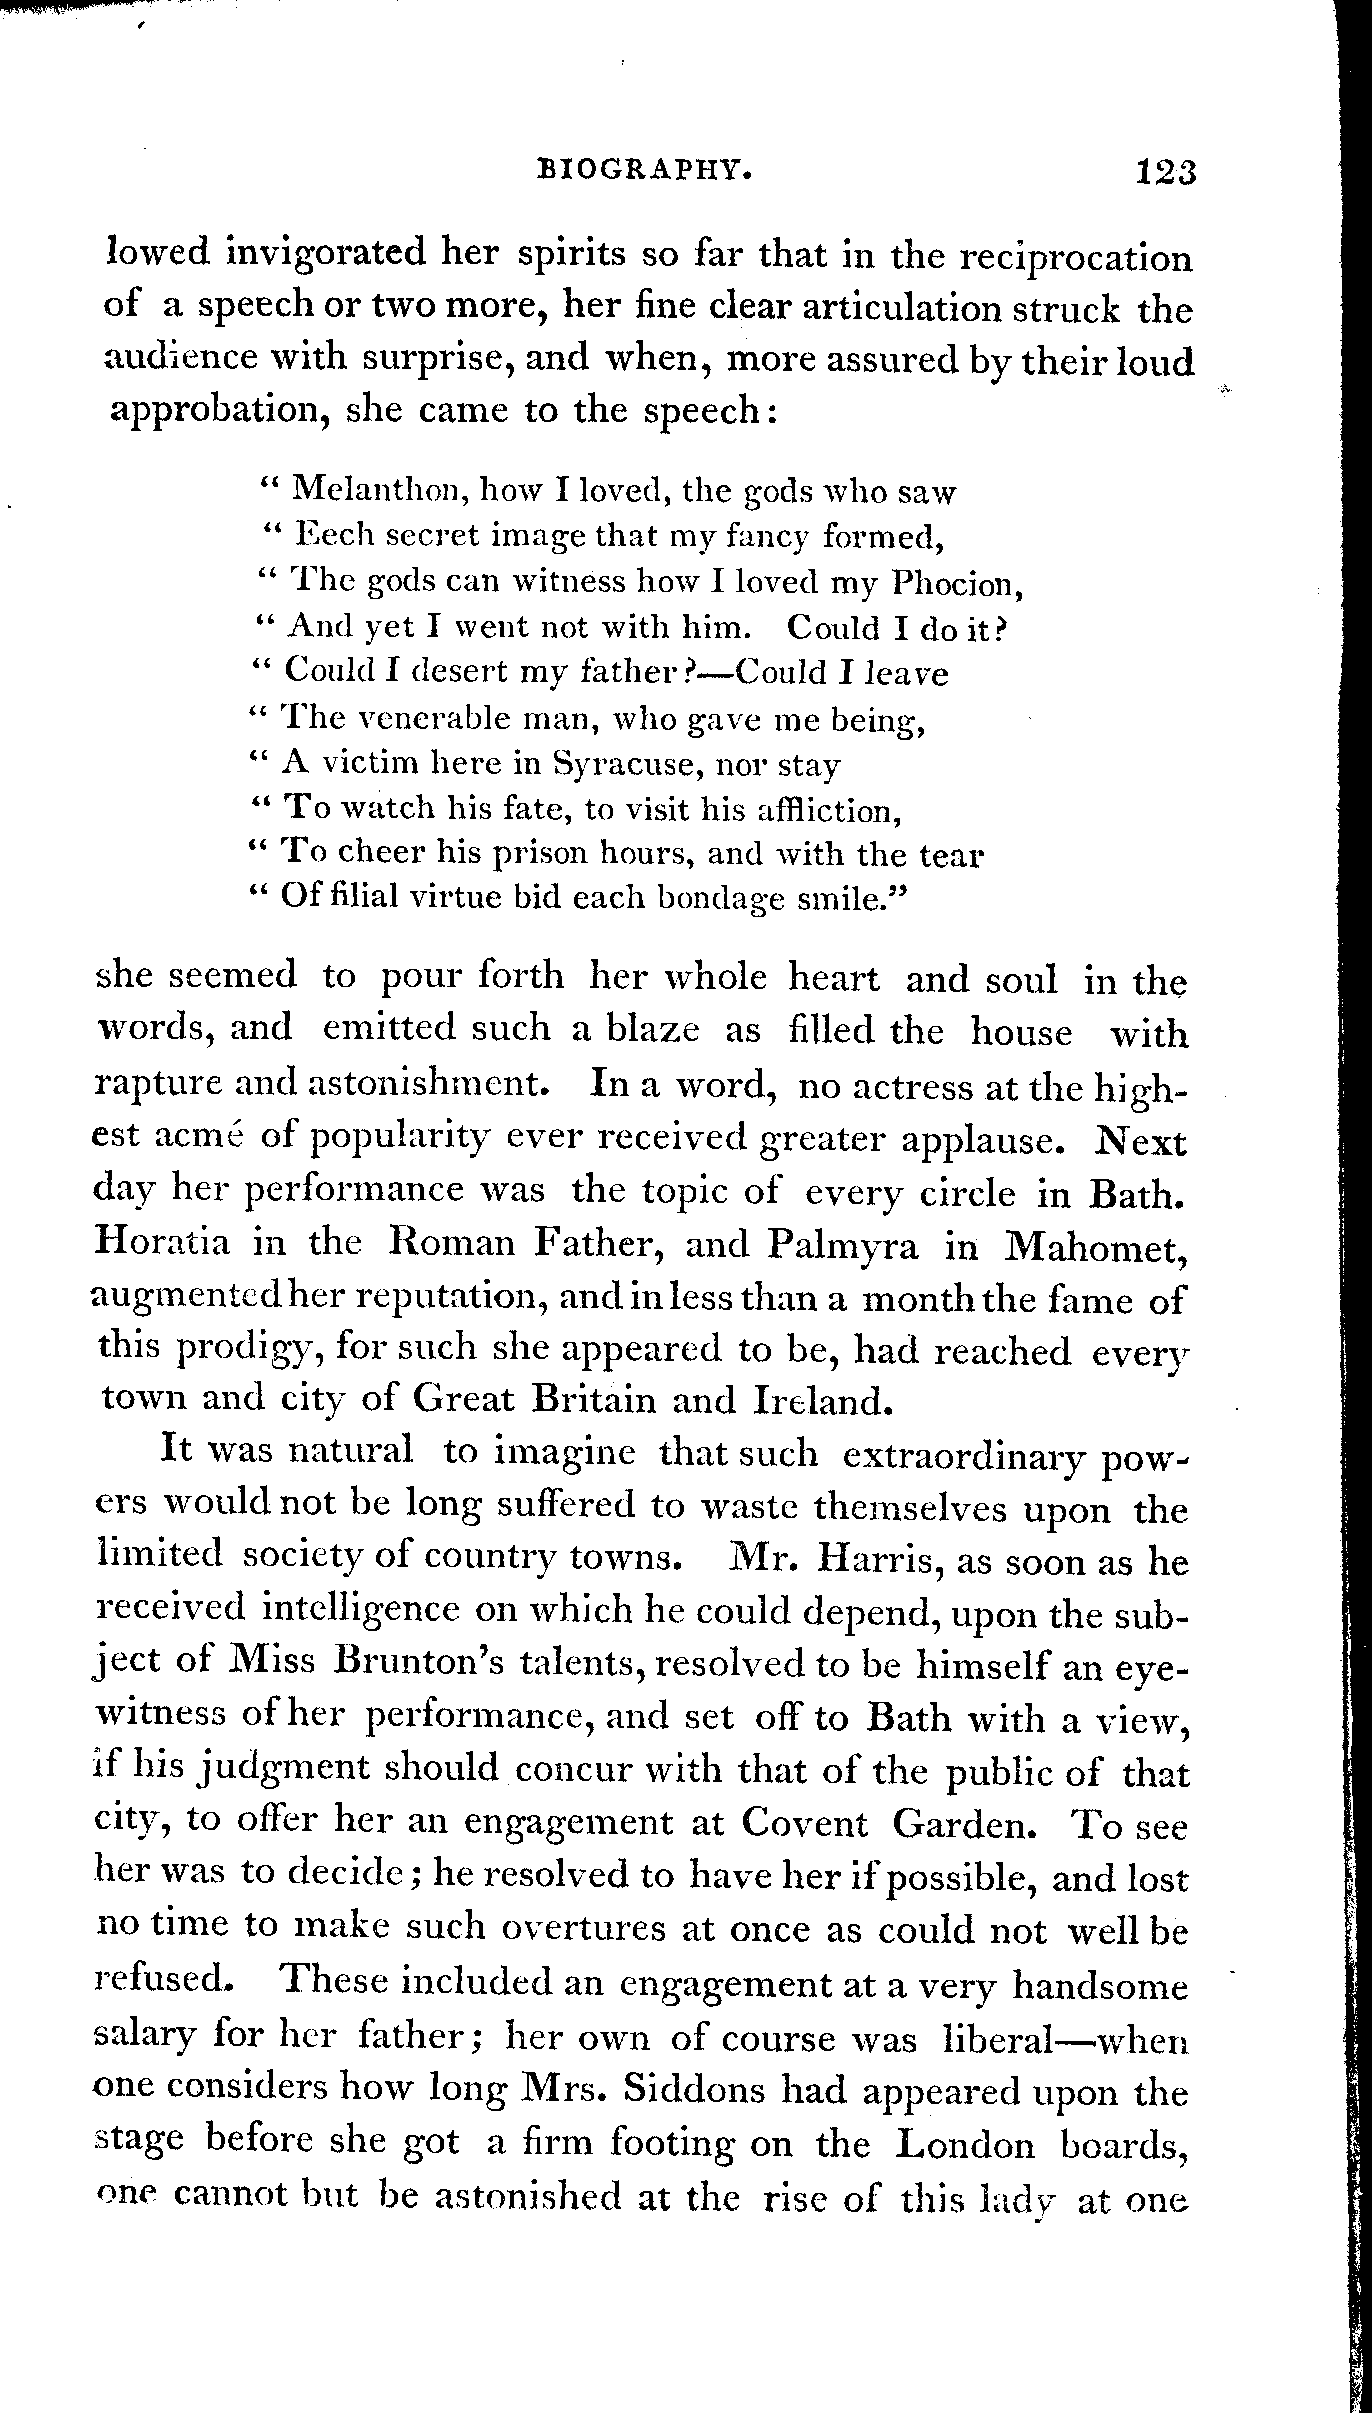 BIOGRAPHY. 123
lowed invigorated her spirits so far that in the reciprocation
of a speech or two more, her fine clear articulation struck the
audience with surprise, and when, more assured by their loud
approbation, she came to the speech:
“ Melanthon, how I loved, the gods who saw
“ Eech secret image that my fancy formed,
“ The gods can witness how I loved my Phocion,
“ And yet I went not with him. Could I do it?
“ Could I desert my father?—Could I leave
“ The venerable man, who gave me being,
“ A victim here in Syracuse, nor stay
“ To watch his fate, to visit his affliction,
“ To cheer his prison hours, and with the tear
“ Of filial virtue bid each bondage smile.”
she seemed to pour forth her whole heart and soul in the
words, and emitted such a blaze as filled the house with
rapture and astonishment. In a word, no actress at the high-
est acmé of popularity ever received greater applause. Next
day her performance was the topic of every circle in Bath.
Horatia in the Roman Father, and Palmyra in Mahomet,
augmented her reputation, and in less than a month the fame of
this prodigy, for such she appeared to be, had reached every
town and city of Great Britain and Ireland.
It was natural to imagine that such extraordinary pow-
ers would not be long suffered to waste themselves upon the
limited society of country towns. Mr. Harris, as soon as he
received intelligence on which he could depend, upon the sub-
ject of Miss Brunton's talents, resolved to be himself an eye-
witness of her performance, and set off to Bath with a view,
if his judgment should concur with that of the public of that
city, to offer her an engagement at Covent Garden. To see
her was to decide; he resolved to have her if possible, and lost
no time to make such overtures at once as could not well be
refused. These included an engagement at a very handsome
salary for her father; her own of course was liberal—when
one considers how long Mrs. Siddons had appeared upon the
stage before she got a firm footing on the London boards,
one cannot but be astonished at the rise of this lady at one